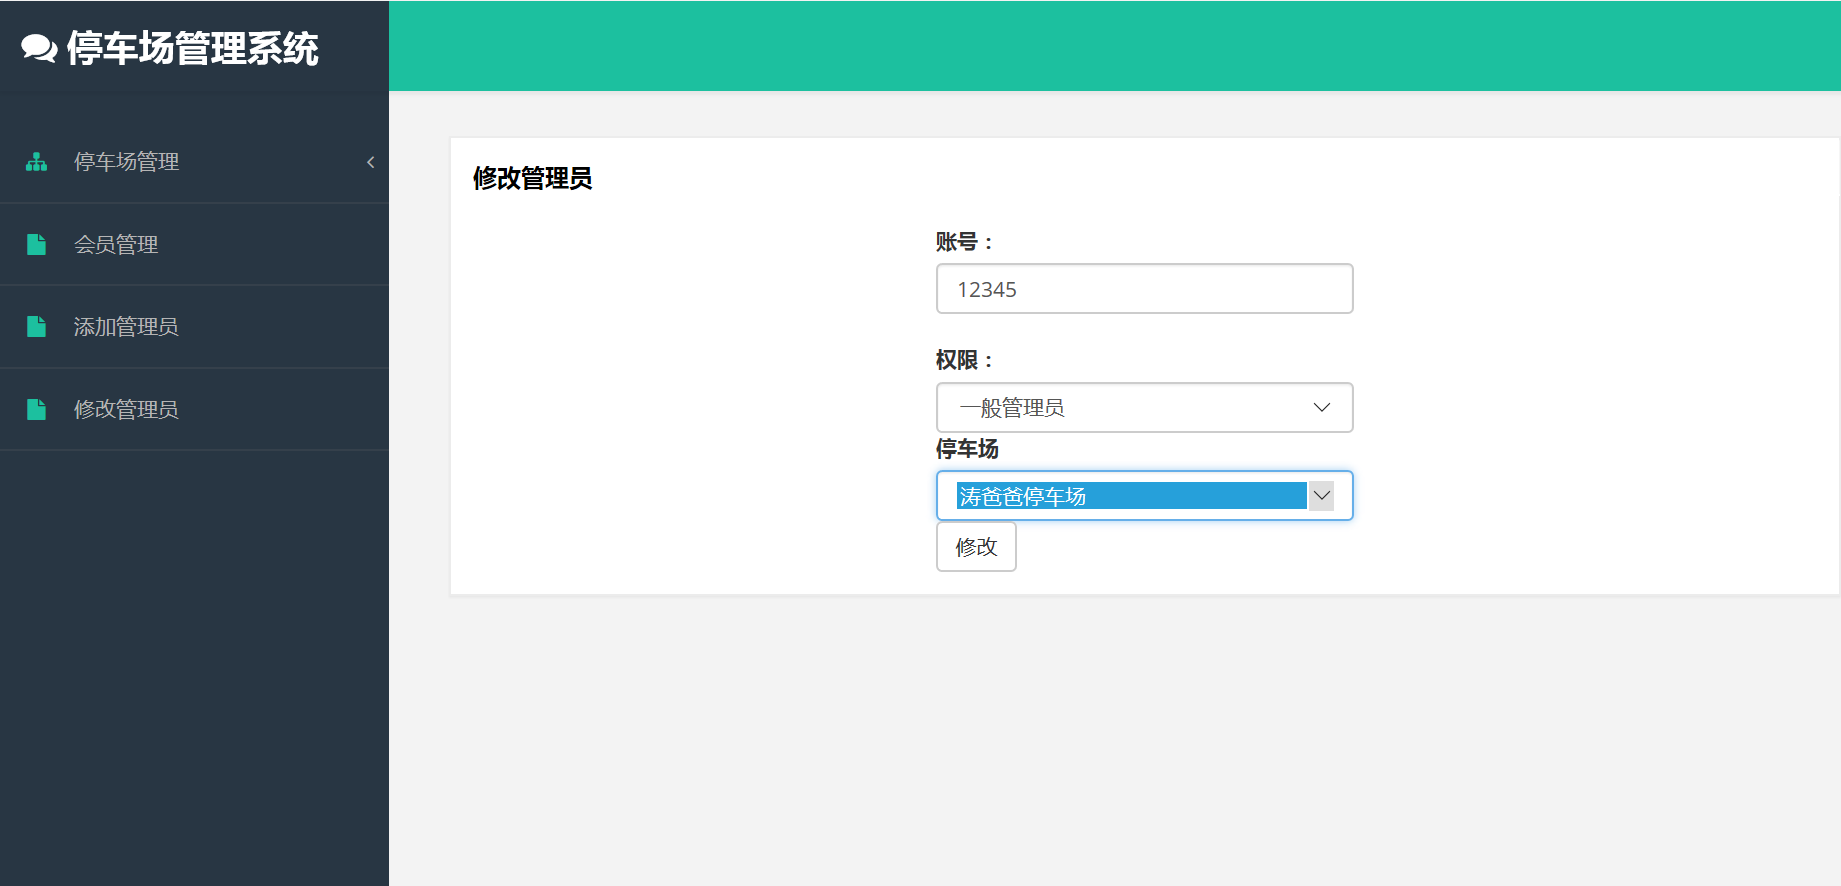 停车场管理系统
停车场管理
会员管理
添加管理员
修改管理员
修改管理员
账号：
12345
权限：
一般管理员
停车场
涛爸爸停车场
修改